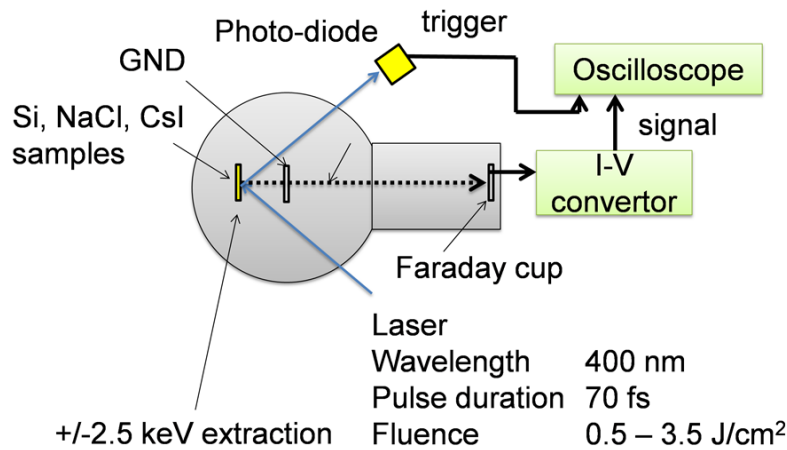 Photo-diode
trigger
GND
Oscilloscope
Si, NaCl, CsI
samples
signal
I-V
convertor
Faraday cup
Laser
Wavelength 400 nm
Pulse duration 70 fs
+/-2.5 keV extraction
Fluence 0.5 – 3.5 J/cm²